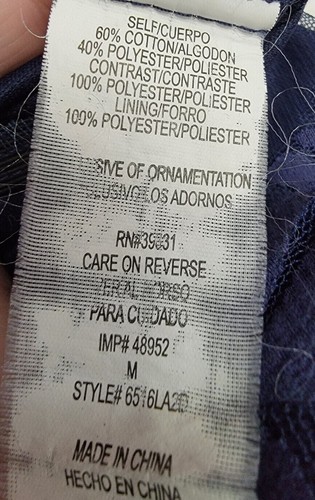 SELF/CUERPO
60% COTTON/ALGODON
40% POLYESTER/POLIESTER
CONTRAST/CONTRASTE
100% POLYESTER/POLIESTER
LINING/FORRO
100% POLYESTER/POLIESTER
SIVE OF ORNAMENTATION
LOS ADORNOS
CARE ON REVERSE
PARA CUIDADO
IMP# 48952
M
STYLE#
MADE IN CHINA
HECHO EN CHINA